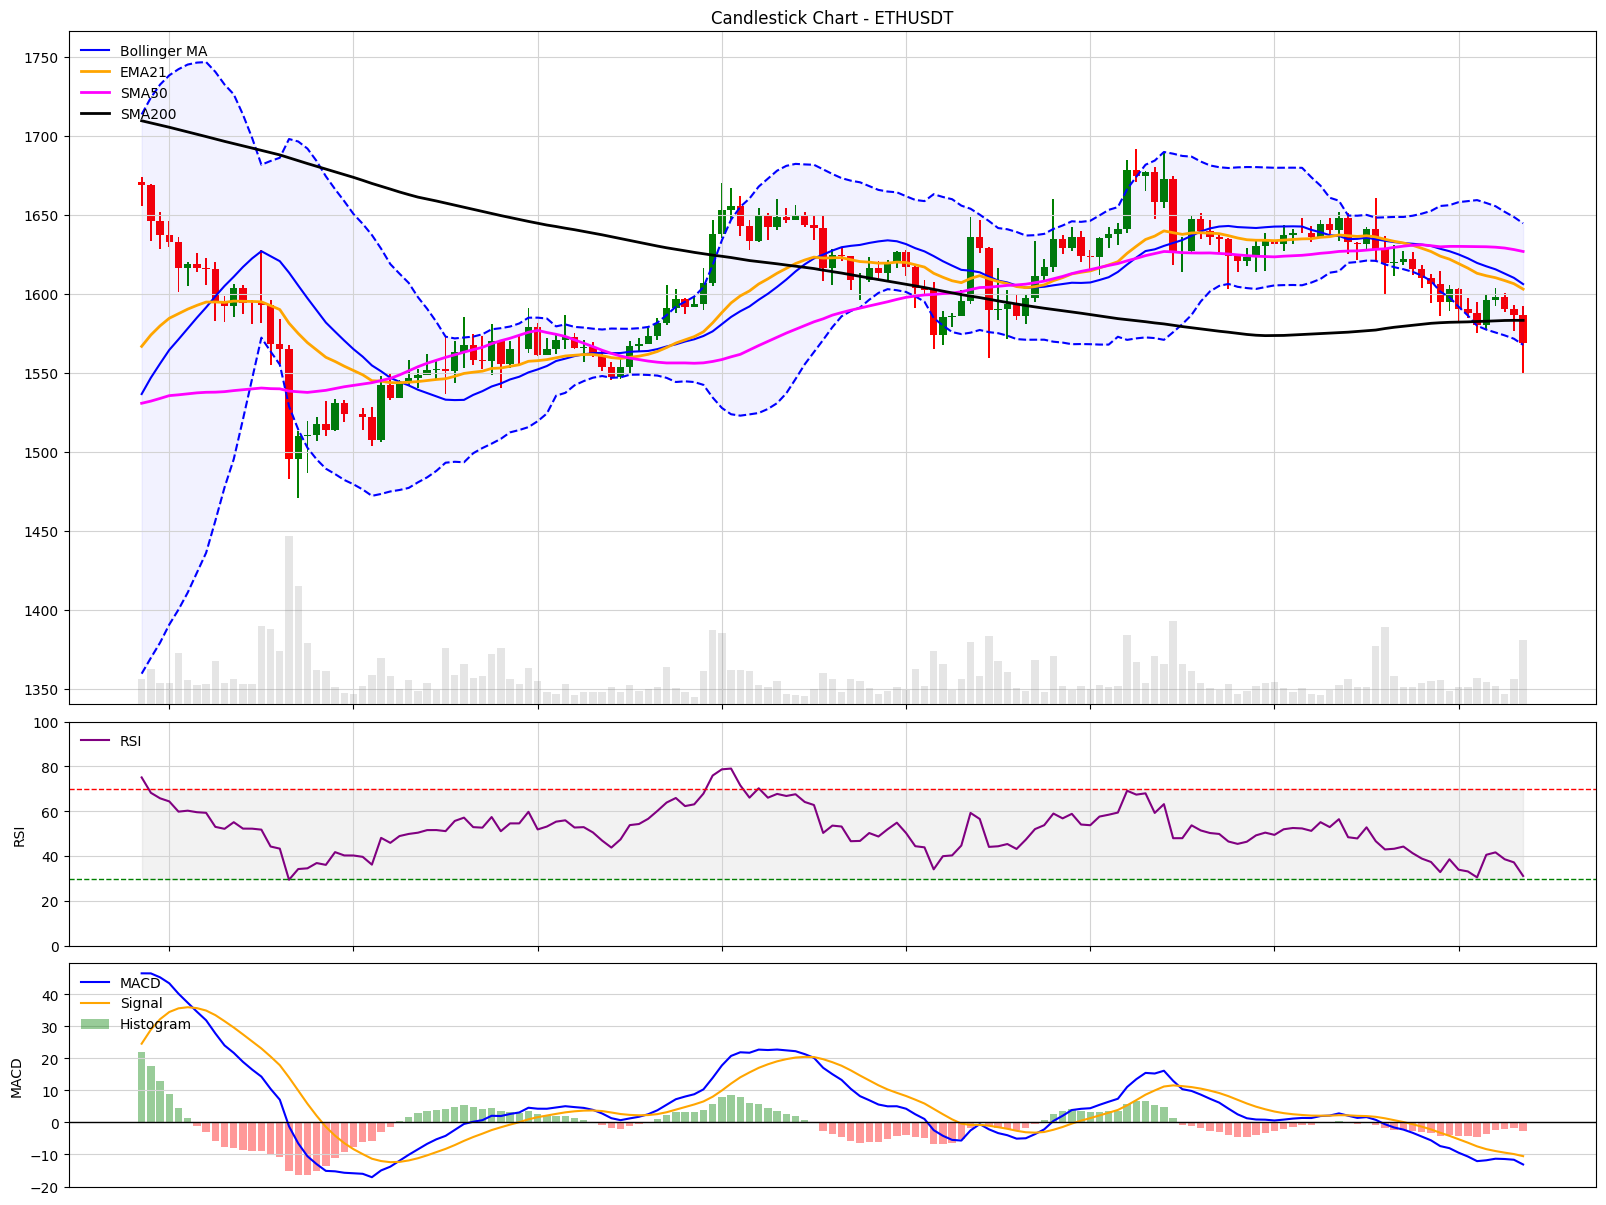 Candlestick Chart - ETHUSDT
Bollinger MA
EMA21
SMA50
SMA200
1750
1700
1650
1600
1550
1500
1450
1400
1350
RSI
100
80
60
40
20
0
RSI
MACD
Signal
Histogram
40
30
20
10
0
−10
−20
MACD